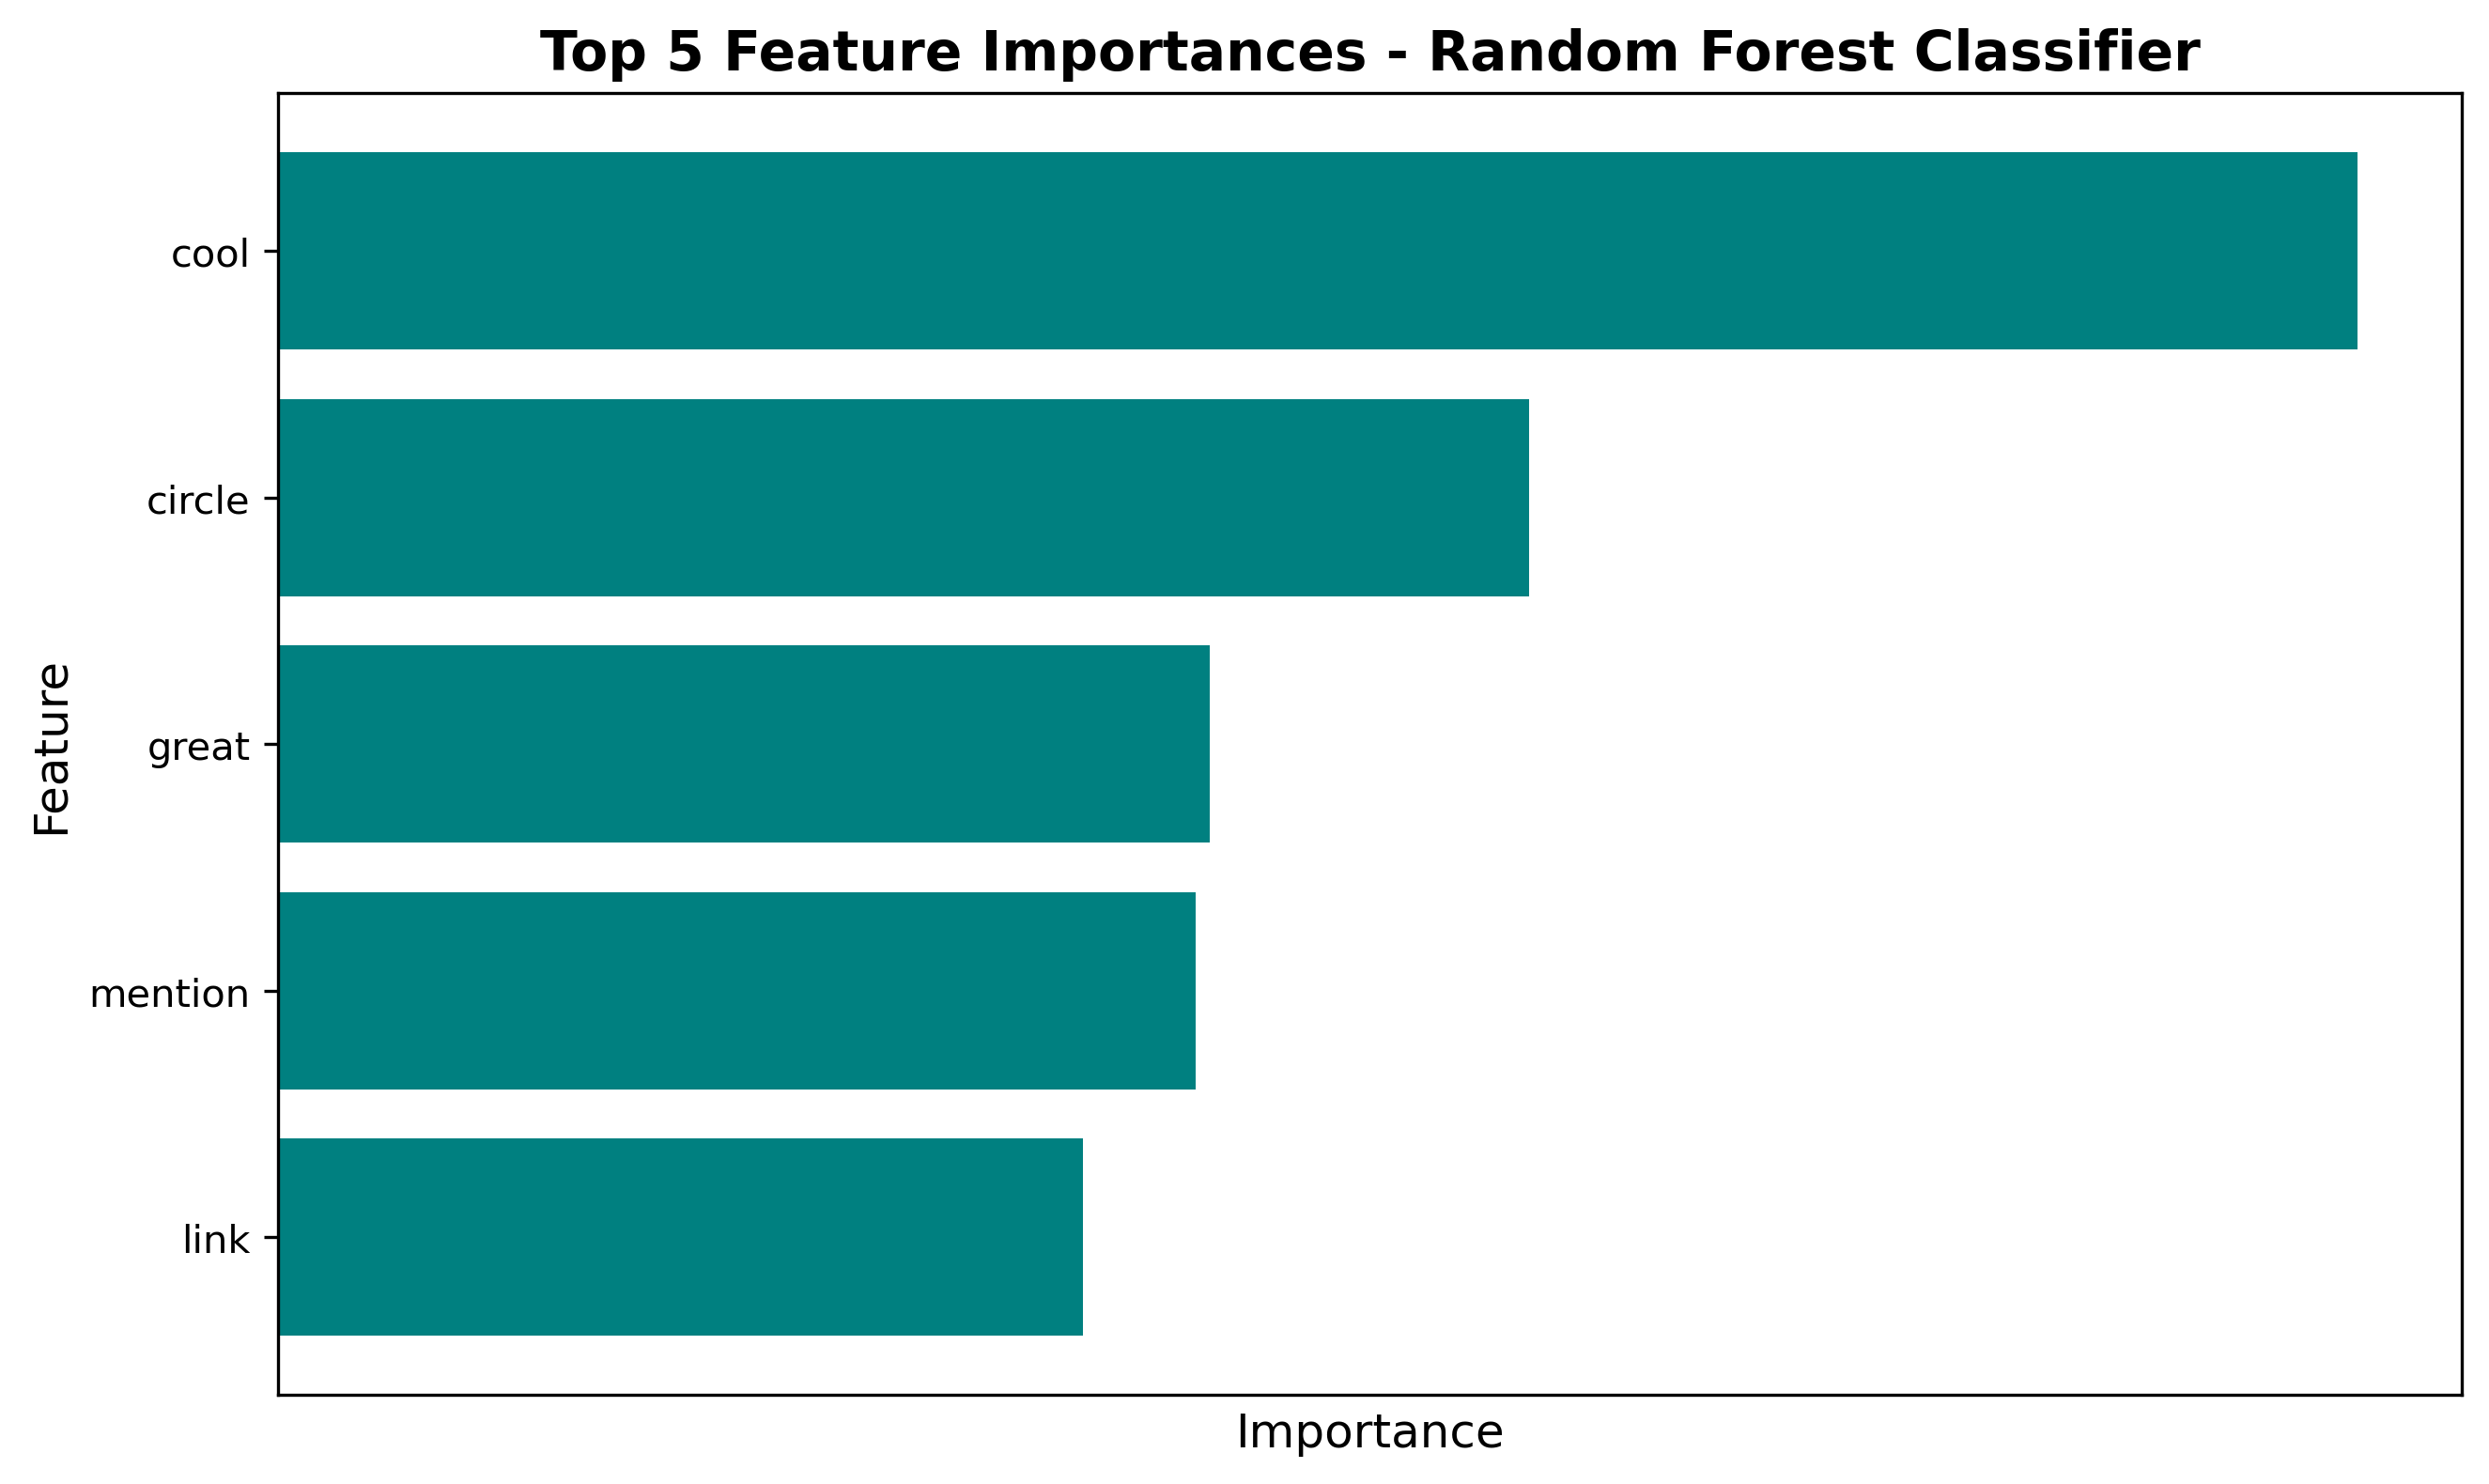 Top 5 Feature Importances - Random Forest Classifier
cool
circle
great
mention
link
Feature
Importance